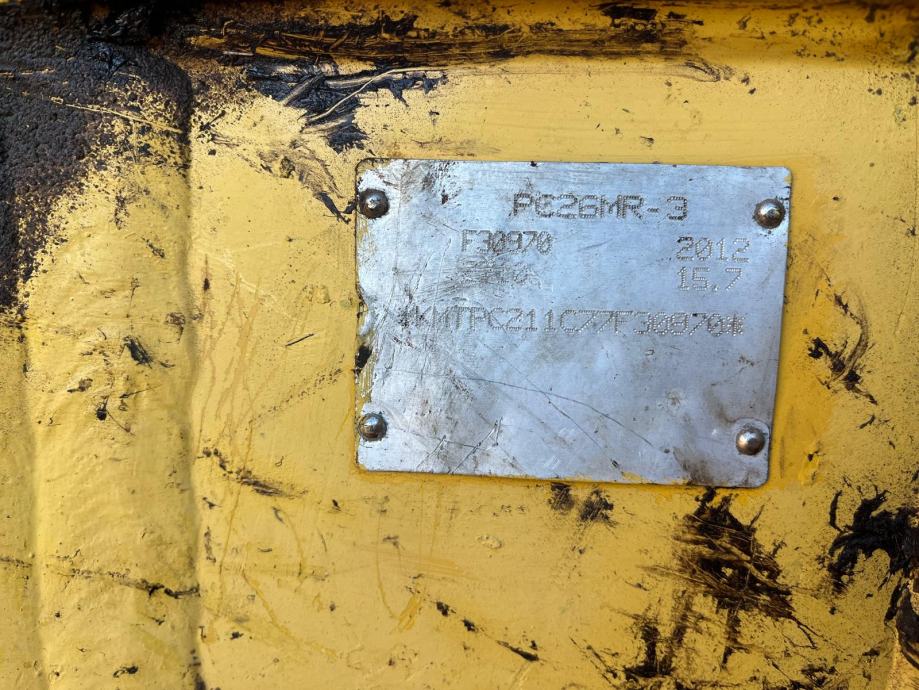 PC26MR-3
F30970 2012
15.7
*KMTPC211C77F30970*